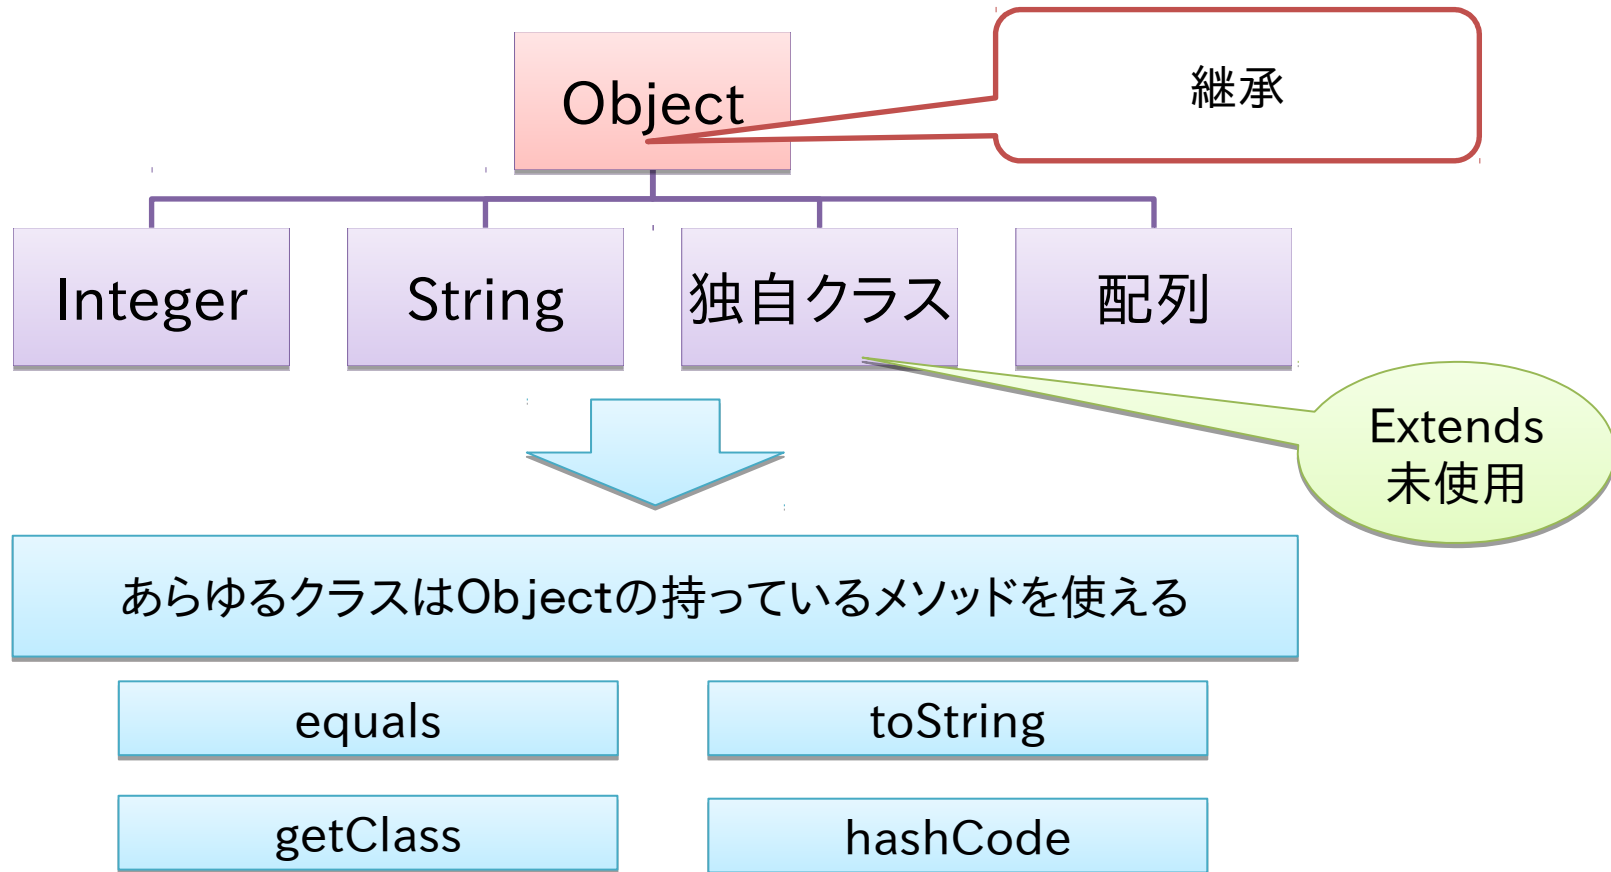 Object
継承
Integer
String
独自クラス
配列
Extends
未使用
あらゆるクラスはObjectの持っているメソッドを使える
equals
toString
getClass
hashCode